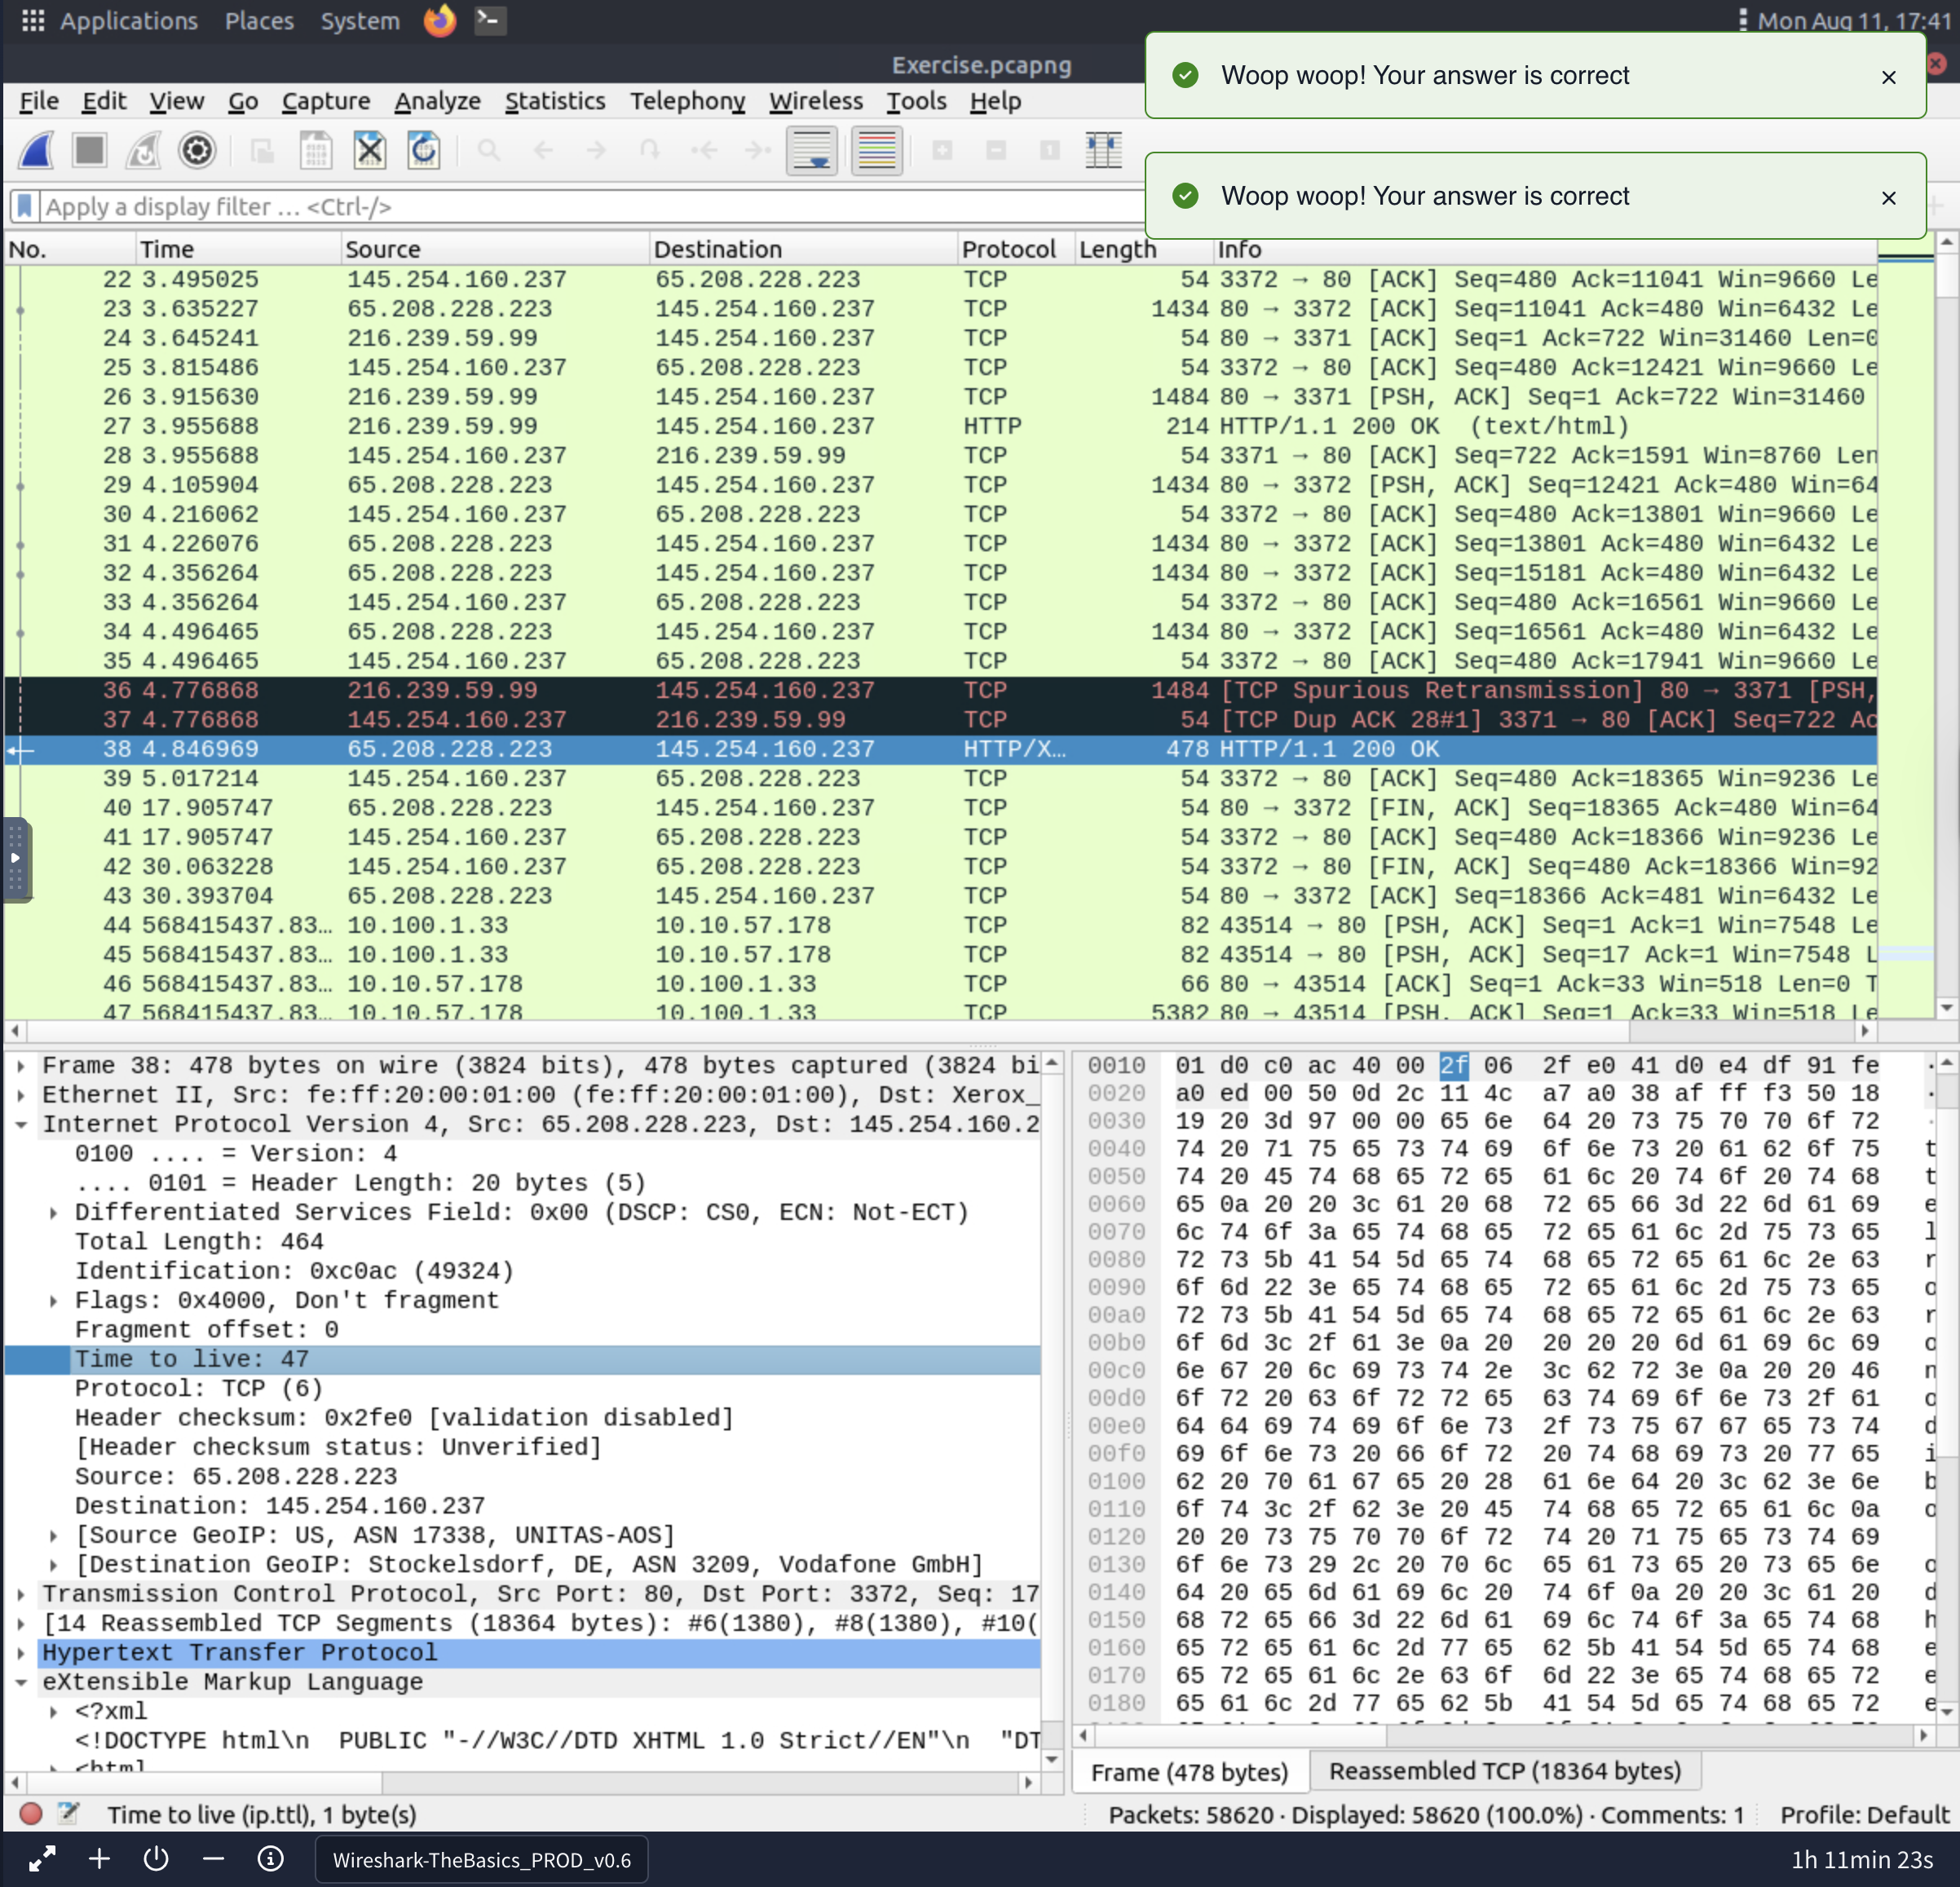 Applications Places System Mon Aug 11, 17:41
Exercise.pcapng
Woop woop! Your answer is correct
File Edit View Go Capture Analyze Statistics Telephony Wireless Tools Help
Woop woop! Your answer is correct
Apply a display filter … <Ctrl-/>
No. Time Source Destination Protocol Length Info
22 3.495025 145.254.160.237 65.208.228.223 TCP 54 3372 → 80 [ACK] Seq=480 Ack=11041 Win=9660 Le
23 3.635227 65.208.228.223 145.254.160.237 TCP 1434 80 → 3372 [ACK] Seq=11041 Ack=480 Win=6432 Le
24 3.645241 216.239.59.99 145.254.160.237 TCP 54 80 → 3371 [ACK] Seq=1 Ack=722 Win=31460 Len=0
25 3.815486 145.254.160.237 65.208.228.223 TCP 54 3372 → 80 [ACK] Seq=480 Ack=12421 Win=9660 Le
26 3.915630 216.239.59.99 145.254.160.237 TCP 1484 80 → 3371 [PSH, ACK] Seq=1 Ack=722 Win=31460
27 3.955688 216.239.59.99 145.254.160.237 HTTP 214 HTTP/1.1 200 OK  (text/html)
28 3.955688 145.254.160.237 216.239.59.99 TCP 54 3371 → 80 [ACK] Seq=722 Ack=1591 Win=8760 Len
29 4.105904 65.208.228.223 145.254.160.237 TCP 1434 80 → 3372 [PSH, ACK] Seq=12421 Ack=480 Win=64
30 4.216062 145.254.160.237 65.208.228.223 TCP 54 3372 → 80 [ACK] Seq=480 Ack=13801 Win=9660 Le
31 4.226076 65.208.228.223 145.254.160.237 TCP 1434 80 → 3372 [ACK] Seq=13801 Ack=480 Win=6432 Le
32 4.356264 65.208.228.223 145.254.160.237 TCP 1434 80 → 3372 [ACK] Seq=15181 Ack=480 Win=6432 Le
33 4.356264 145.254.160.237 65.208.228.223 TCP 54 3372 → 80 [ACK] Seq=480 Ack=16561 Win=9660 Le
34 4.496465 65.208.228.223 145.254.160.237 TCP 1434 80 → 3372 [ACK] Seq=16561 Ack=480 Win=6432 Le
35 4.496465 145.254.160.237 65.208.228.223 TCP 54 3372 → 80 [ACK] Seq=480 Ack=17941 Win=9660 Le
36 4.776868 216.239.59.99 145.254.160.237 TCP 1484 [TCP Spurious Retransmission] 80 → 3371 [PSH,
37 4.776868 145.254.160.237 216.239.59.99 TCP 54 [TCP Dup ACK 28#1] 3371 → 80 [ACK] Seq=722 Ac
38 4.846969 65.208.228.223 145.254.160.237 HTTP/X… 478 HTTP/1.1 200 OK
39 5.017214 145.254.160.237 65.208.228.223 TCP 54 3372 → 80 [ACK] Seq=480 Ack=18365 Win=9236 Le
40 17.905747 65.208.228.223 145.254.160.237 TCP 54 80 → 3372 [FIN, ACK] Seq=18365 Ack=480 Win=64
41 17.905747 145.254.160.237 65.208.228.223 TCP 54 3372 → 80 [ACK] Seq=480 Ack=18366 Win=9236 Le
42 30.063228 145.254.160.237 65.208.228.223 TCP 54 3372 → 80 [FIN, ACK] Seq=480 Ack=18366 Win=92
43 30.393704 65.208.228.223 145.254.160.237 TCP 54 80 → 3372 [ACK] Seq=18366 Ack=481 Win=6432 Le
44 568415437.83… 10.100.1.33 10.10.57.178 TCP 82 43514 → 80 [PSH, ACK] Seq=1 Ack=1 Win=7548 Le
45 568415437.83… 10.100.1.33 10.10.57.178 TCP 82 43514 → 80 [PSH, ACK] Seq=17 Ack=1 Win=7548 L
46 568415437.83… 10.10.57.178 10.100.1.33 TCP 66 80 → 43514 [ACK] Seq=1 Ack=33 Win=518 Len=0 T
47 568415437.83… 10.10.57.178 10.100.1.33 TCP 5382 80 → 43514 [PSH, ACK] Seq=1 Ack=33 Win=518 Le
Frame 38: 478 bytes on wire (3824 bits), 478 bytes captured (3824 bi
Ethernet II, Src: fe:ff:20:00:01:00 (fe:ff:20:00:01:00), Dst: Xerox_
Internet Protocol Version 4, Src: 65.208.228.223, Dst: 145.254.160.2
0100 .... = Version: 4
.... 0101 = Header Length: 20 bytes (5)
Differentiated Services Field: 0x00 (DSCP: CS0, ECN: Not-ECT)
Total Length: 464
Identification: 0xc0ac (49324)
Flags: 0x4000, Don't fragment
Fragment offset: 0
Time to live: 47
Protocol: TCP (6)
Header checksum: 0x2fe0 [validation disabled]
[Header checksum status: Unverified]
Source: 65.208.228.223
Destination: 145.254.160.237
[Source GeoIP: US, ASN 17338, UNITAS-AOS]
[Destination GeoIP: Stockelsdorf, DE, ASN 3209, Vodafone GmbH]
Transmission Control Protocol, Src Port: 80, Dst Port: 3372, Seq: 17
[14 Reassembled TCP Segments (18364 bytes): #6(1380), #8(1380), #10(
Hypertext Transfer Protocol
eXtensible Markup Language
<?xml
<!DOCTYPE html\n  PUBLIC "-//W3C//DTD XHTML 1.0 Strict//EN"\n  "DT
<html
0010 01 d0 c0 ac 40 00 2f 06 2f e0 41 d0 e4 df 91 fe ·
0020 a0 ed 00 50 0d 2c 11 4c a7 a0 38 af ff f3 50 18 ·
0030 19 20 3d 97 00 00 65 6e 64 20 73 75 70 70 6f 72 ·
0040 74 20 71 75 65 73 74 69 6f 6e 73 20 61 62 6f 75 t
0050 74 20 45 74 68 65 72 65 61 6c 20 74 6f 20 74 68 t
0060 65 0a 20 20 3c 61 20 68 72 65 66 3d 22 6d 61 69 e
0070 6c 74 6f 3a 65 74 68 65 72 65 61 6c 2d 75 73 65 l
0080 72 73 5b 41 54 5d 65 74 68 65 72 65 61 6c 2e 63 r
0090 6f 6d 22 3e 65 74 68 65 72 65 61 6c 2d 75 73 65 o
00a0 72 73 5b 41 54 5d 65 74 68 65 72 65 61 6c 2e 63 r
00b0 6f 6d 3c 2f 61 3e 0a 20 20 20 20 6d 61 69 6c 69 o
00c0 6e 67 20 6c 69 73 74 2e 3c 62 72 3e 0a 20 20 46 n
00d0 6f 72 20 63 6f 72 72 65 63 74 69 6f 6e 73 2f 61 o
00e0 64 64 69 74 69 6f 6e 73 2f 73 75 67 67 65 73 74 d
00f0 69 6f 6e 73 20 66 6f 72 20 74 68 69 73 20 77 65 i
0100 62 20 70 61 67 65 20 28 61 6e 64 20 3c 62 3e 6e b
0110 6f 74 3c 2f 62 3e 20 45 74 68 65 72 65 61 6c 0a o
0120 20 20 73 75 70 70 6f 72 74 20 71 75 65 73 74 69
0130 6f 6e 73 29 2c 20 70 6c 65 61 73 65 20 73 65 6e o
0140 64 20 65 6d 61 69 6c 20 74 6f 0a 20 20 3c 61 20 d
0150 68 72 65 66 3d 22 6d 61 69 6c 74 6f 3a 65 74 68 h
0160 65 72 65 61 6c 2d 77 65 62 5b 41 54 5d 65 74 68 e
0170 65 72 65 61 6c 2e 63 6f 6d 22 3e 65 74 68 65 72 e
0180 65 61 6c 2d 77 65 62 5b 41 54 5d 65 74 68 65 72 e
Frame (478 bytes) Reassembled TCP (18364 bytes)
Time to live (ip.ttl), 1 byte(s) Packets: 58620 · Displayed: 58620 (100.0%) · Comments: 1 Profile: Default
Wireshark-TheBasics_PROD_v0.6 1h 11min 23s